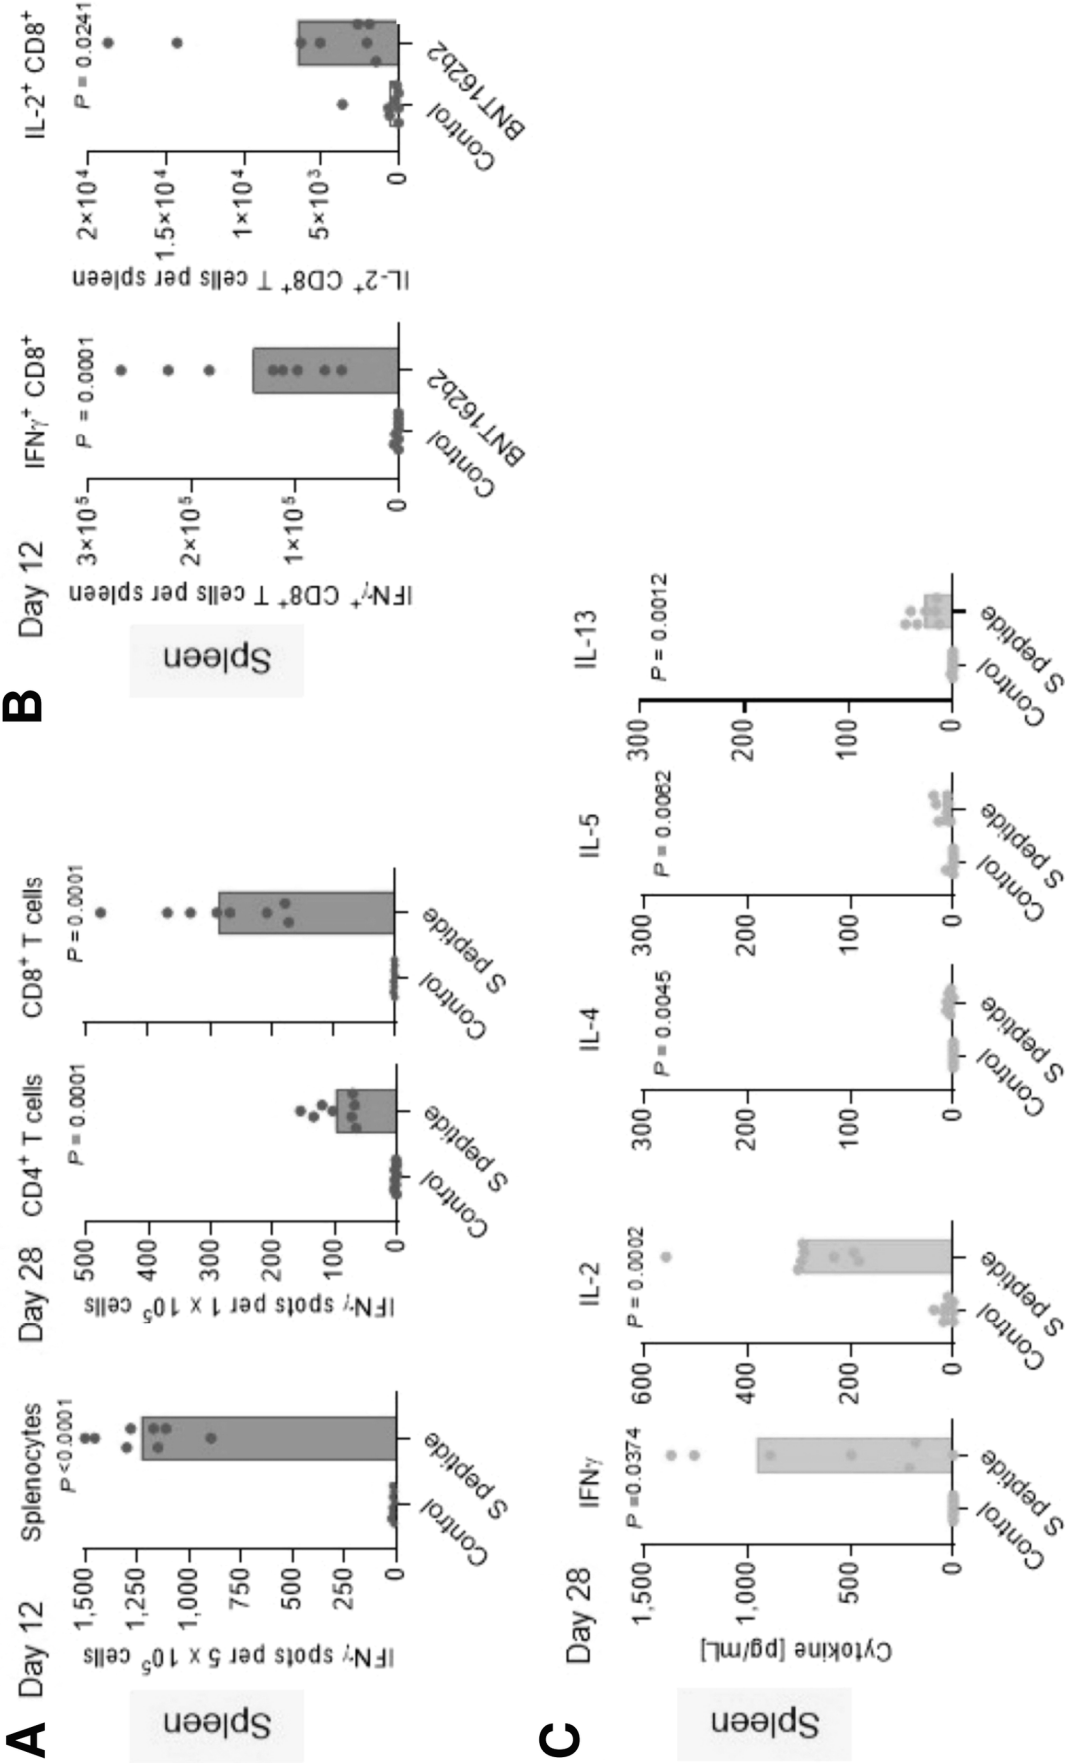 A
Day 12
Splenocytes
P <0.0001
Spleen
IFNγ spots per 5 x 10⁵ cells
1,500
1,250
1,000
750
500
250
0
Control
S peptide
Day 28
CD4⁺ T cells
P = 0.0001
IFNγ spots per 1 x 10⁵ cells
500
400
300
200
100
0
Control
S peptide
CD8⁺ T cells
P = 0.0001
Control
S peptide
B
Day 12
IFNγ⁺ CD8⁺
P = 0.0001
Spleen
IFNγ⁺ CD8⁺ T cells per spleen
3×10⁵
2×10⁵
1×10⁵
0
Control
BNT162b2
IL-2⁺ CD8⁺
P = 0.0241
IL-2⁺ CD8⁺ T cells per spleen
2×10⁴
1.5×10⁴
1×10⁴
5×10³
0
Control
BNT162b2
C
Day 28
IFNγ
P =0.0374
Spleen
Cytokine [pg/mL]
1,500
1,000
500
0
Control
S peptide
IL-2
P = 0.0002
600
400
200
0
Control
S peptide
IL-4
P = 0.0045
300
200
100
0
Control
S peptide
IL-5
P = 0.0062
300
200
100
0
Control
S peptide
IL-13
P = 0.0012
300
200
100
0
Control
S peptide